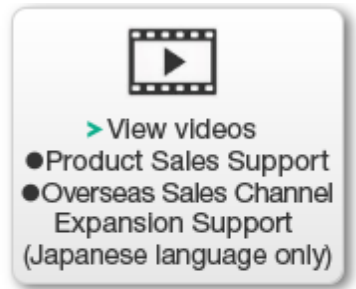 > View videos
●Product Sales Support
●Overseas Sales Channel
Expansion Support
(Japanese language only)